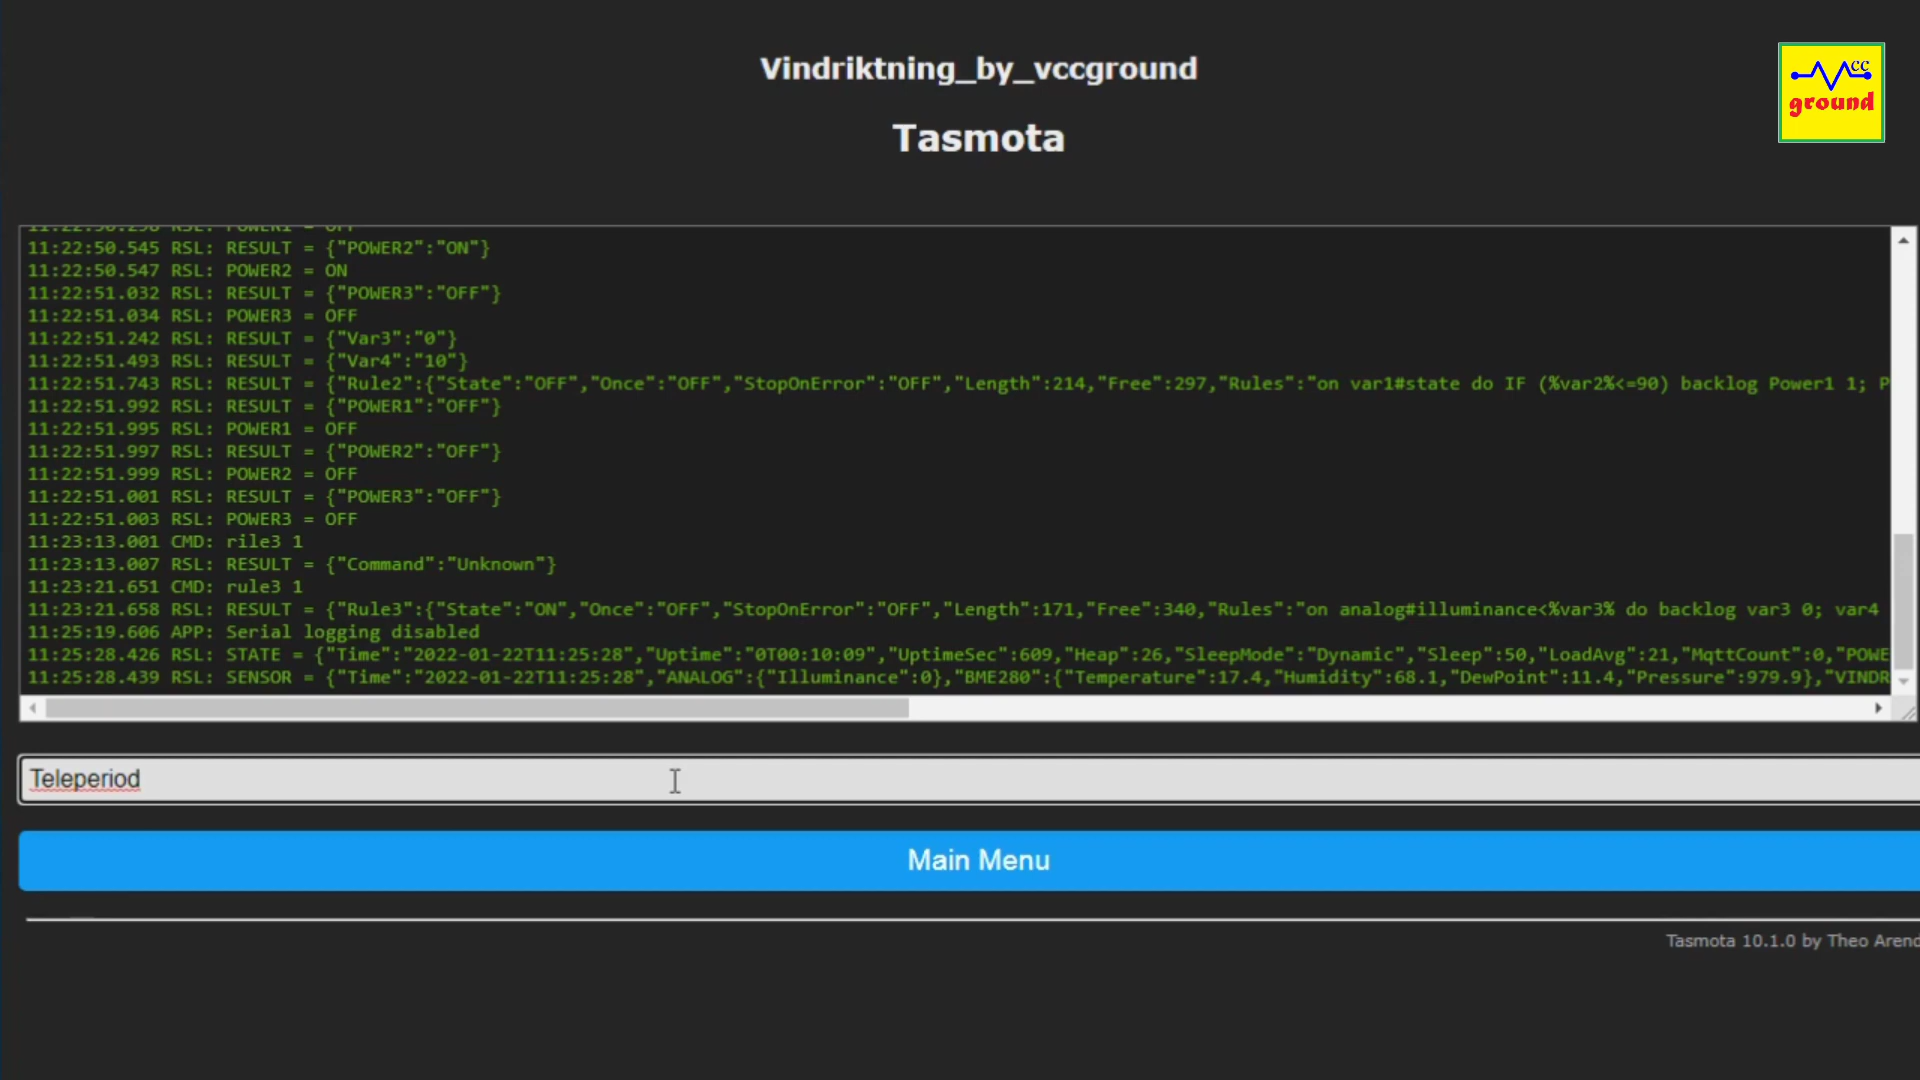 Vindriktning_by_vccground
cc
ground
Tasmota
11:22:50.545 RSL: RESULT = {"POWER2":"ON"}
11:22:50.547 RSL: POWER2 = ON
11:22:51.032 RSL: RESULT = {"POWER3":"OFF"}
11:22:51.034 RSL: POWER3 = OFF
11:22:51.242 RSL: RESULT = {"Var3":"0"}
11:22:51.493 RSL: RESULT = {"Var4":"10"}
11:22:51.743 RSL: RESULT = {"Rule2":{"State":"OFF","Once":"OFF","StopOnError":"OFF","Length":214,"Free":297,"Rules":"on var1#state do IF (%var2%<=90) backlog Power1 1; P
11:22:51.992 RSL: RESULT = {"POWER1":"OFF"}
11:22:51.995 RSL: POWER1 = OFF
11:22:51.997 RSL: RESULT = {"POWER2":"OFF"}
11:22:51.999 RSL: POWER2 = OFF
11:22:51.001 RSL: RESULT = {"POWER3":"OFF"}
11:22:51.003 RSL: POWER3 = OFF
11:23:13.001 CMD: rile3 1
11:23:13.007 RSL: RESULT = {"Command":"Unknown"}
11:23:21.651 CMD: rule3 1
11:23:21.658 RSL: RESULT = {"Rule3":{"State":"ON","Once":"OFF","StopOnError":"OFF","Length":171,"Free":340,"Rules":"on analog#illuminance<%var3% do backlog var3 0; var4
11:25:19.606 APP: Serial logging disabled
11:25:28.426 RSL: STATE = {"Time":"2022-01-22T11:25:28","Uptime":"0T00:10:09","UptimeSec":609,"Heap":26,"SleepMode":"Dynamic","Sleep":50,"LoadAvg":21,"MqttCount":0,"POWE
11:25:28.439 RSL: SENSOR = {"Time":"2022-01-22T11:25:28","ANALOG":{"Illuminance":0},"BME280":{"Temperature":17.4,"Humidity":68.1,"DewPoint":11.4,"Pressure":979.9},"VINDR
Teleperiod
Main Menu
Tasmota 10.1.0 by Theo Arend